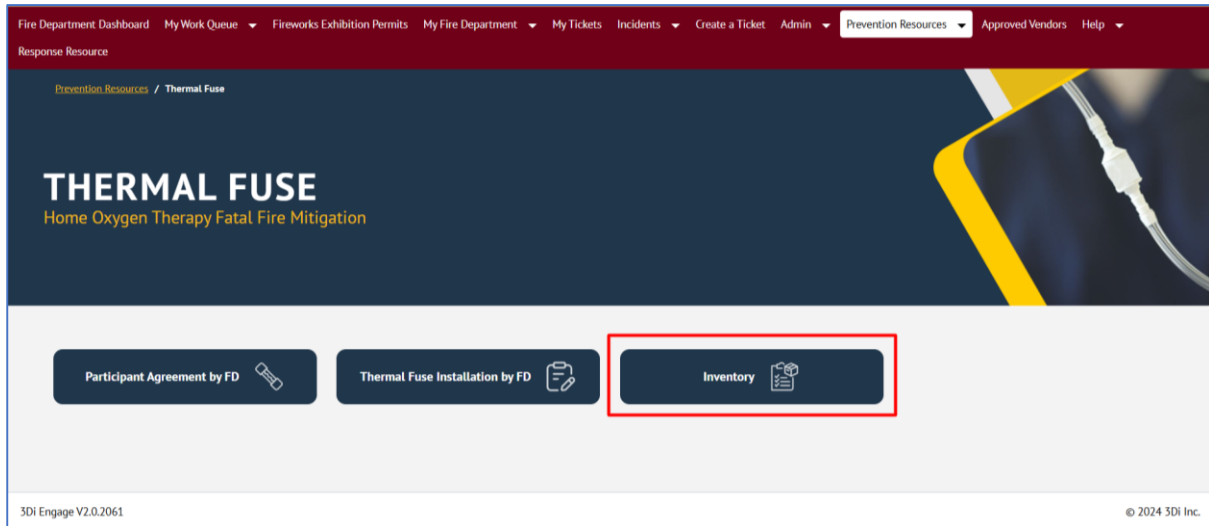 Fire Department Dashboard My Work Queue Fireworks Exhibition Permits My Fire Department My Tickets Incidents Create a Ticket Admin Prevention Resources Approved Vendors Help
Response Resource
Prevention Resources / Thermal Fuse
THERMAL FUSE
Home Oxygen Therapy Fatal Fire Mitigation
Participant Agreement by FD Thermal Fuse Installation by FD Inventory
3Di Engage V2.0.2061 © 2024 3Di Inc.